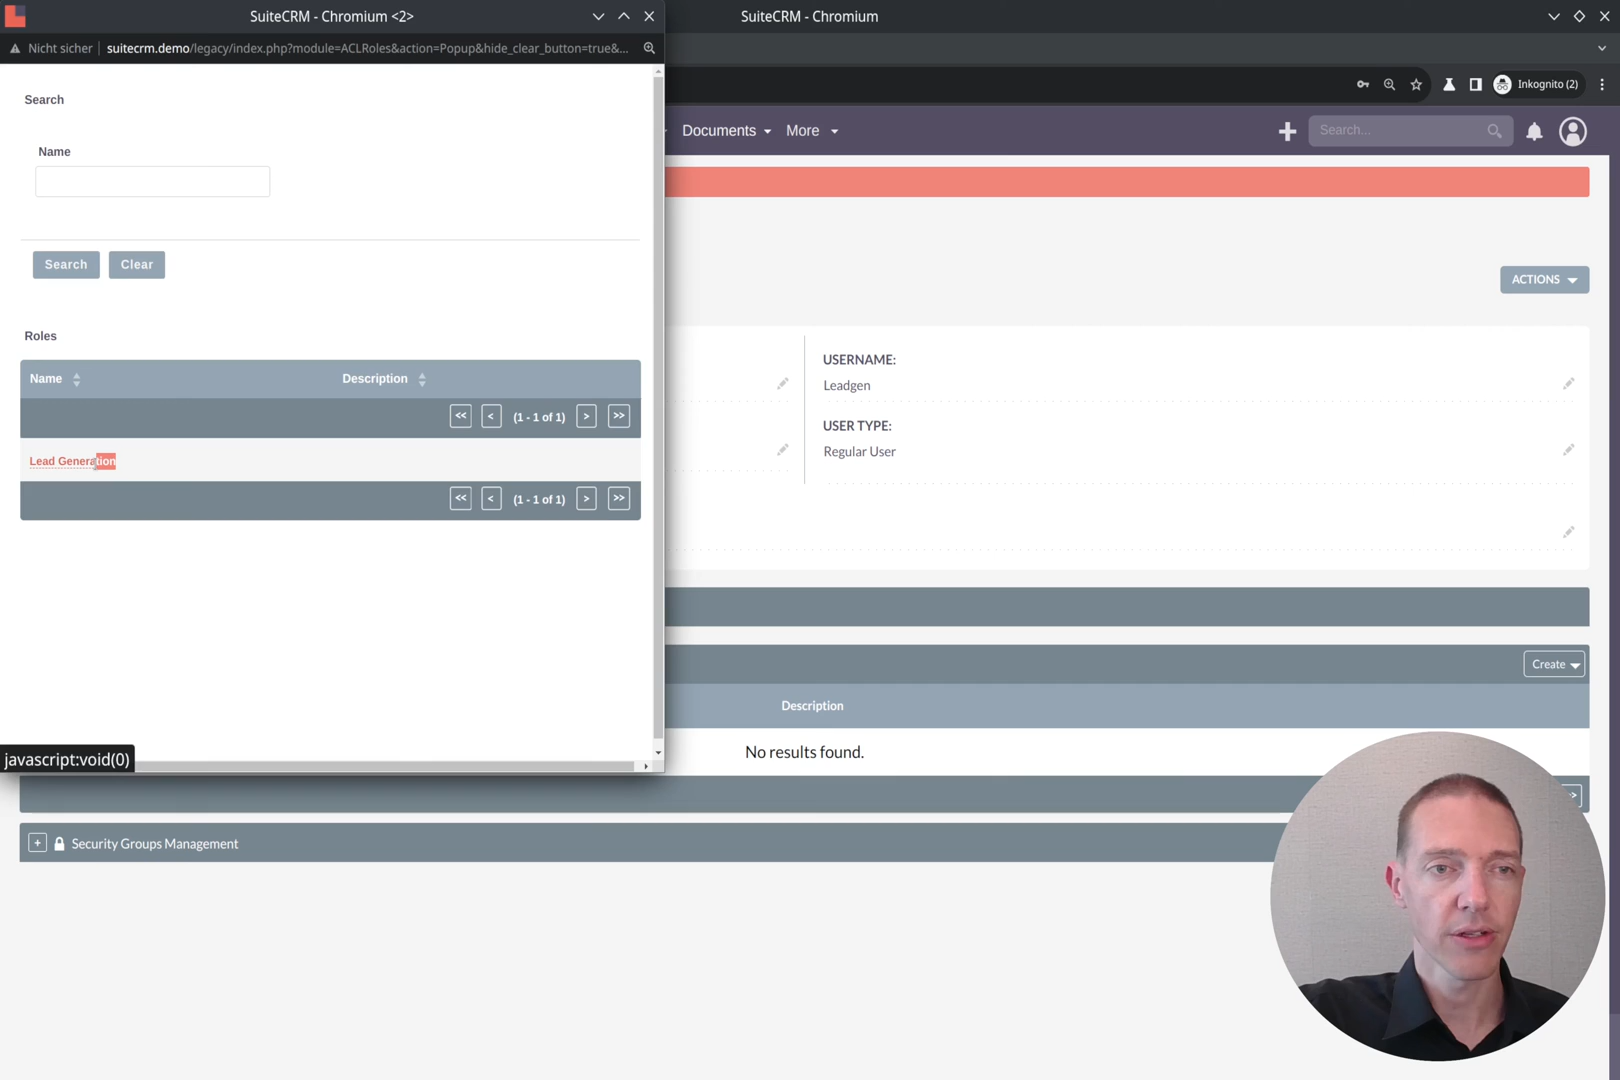 SuiteCRM - Chromium <2>
SuiteCRM - Chromium
Nicht sicher suitecrm.demo/legacy/index.php?module=ACLRoles&action=Popup&hide_clear_button=true&...
Inkognito (2)
Documents
More
Search...
Search
Name
Search
Clear
ACTIONS
Roles
Name
Description
<< < (1 - 1 of 1) > >>
Lead Generation
<< < (1 - 1 of 1) > >>
USERNAME:
Leadgen
USER TYPE:
Regular User
Create
Description
No results found.
javascript:void(0)
+ Security Groups Management